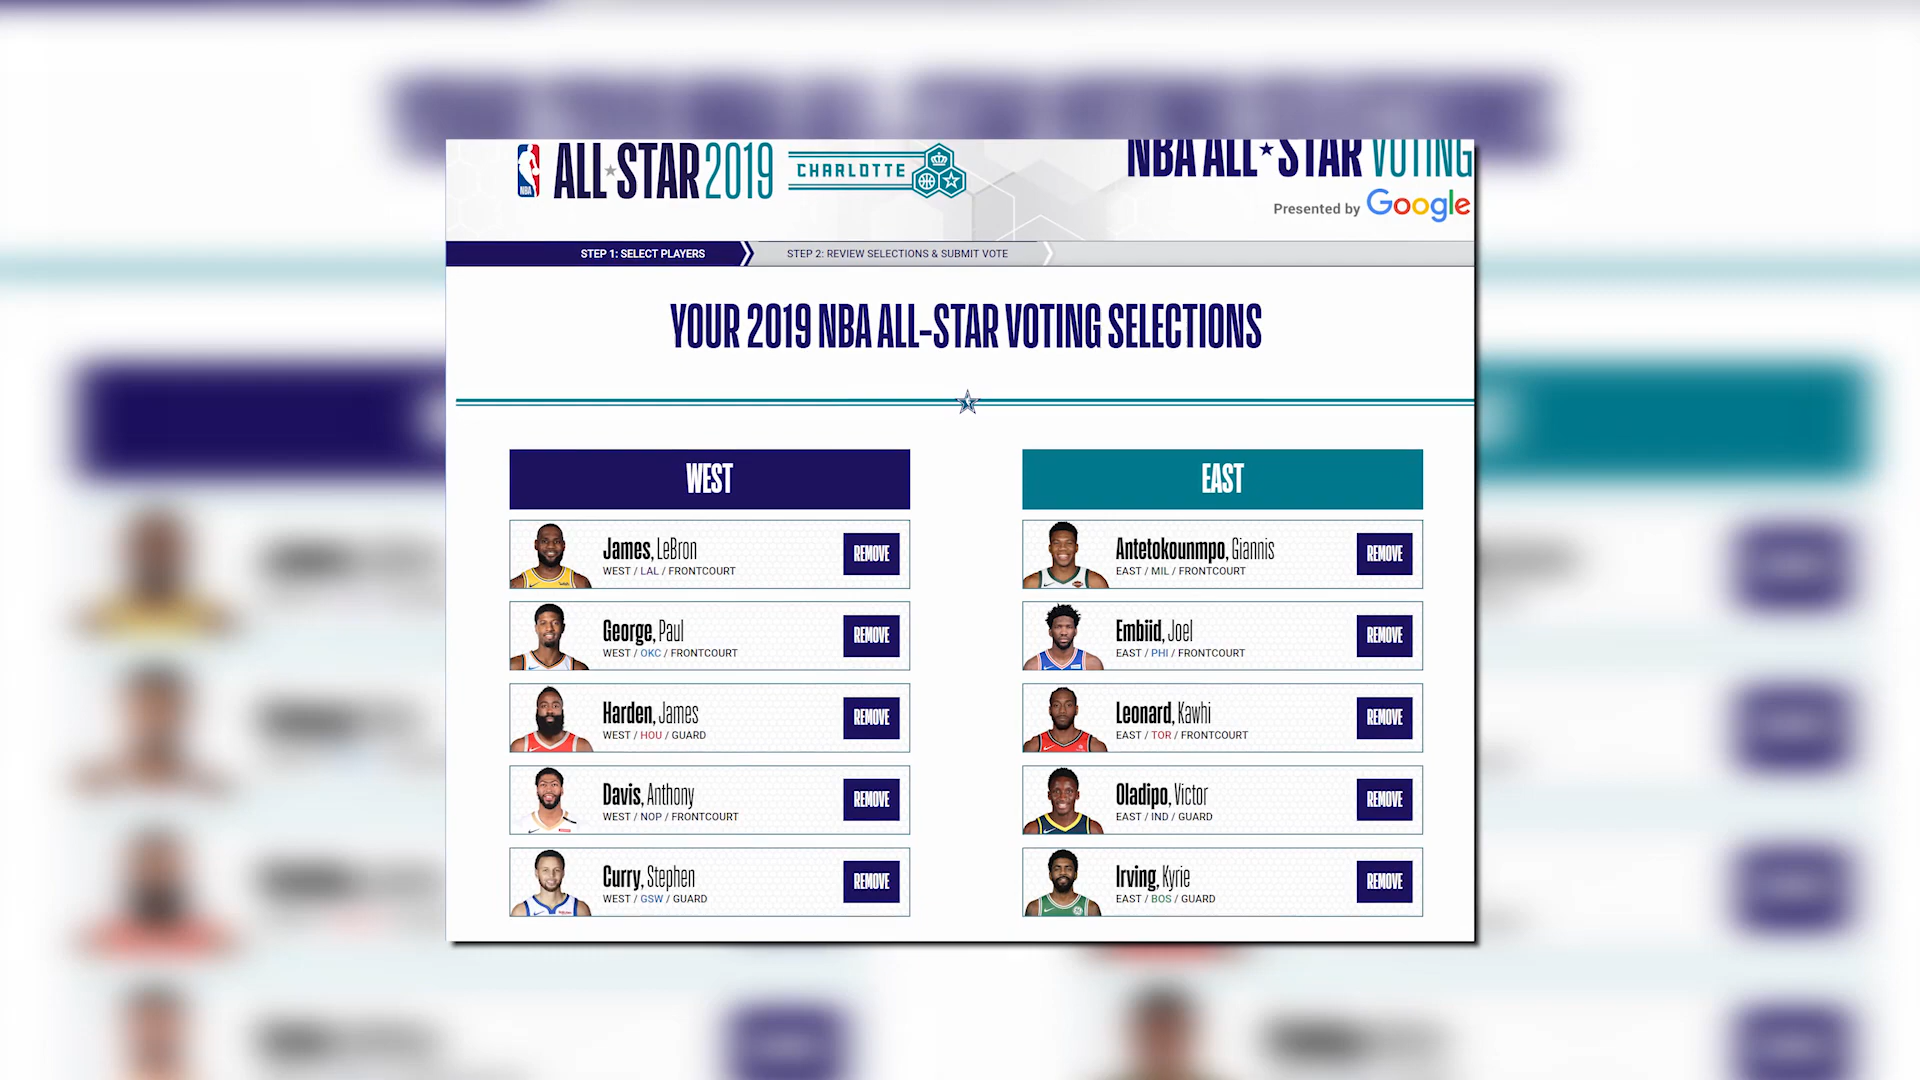 NBA
ALL★STAR 2019
CHARLOTTE
NBA ALL★STAR VOTING
Presented by Google
STEP 1: SELECT PLAYERS
STEP 2: REVIEW SELECTIONS & SUBMIT VOTE
YOUR 2019 NBA ALL-STAR VOTING SELECTIONS
WEST
James, LeBron
WEST / LAL / FRONTCOURT
REMOVE
George, Paul
WEST / OKC / FRONTCOURT
REMOVE
Harden, James
WEST / HOU / GUARD
REMOVE
Davis, Anthony
WEST / NOP / FRONTCOURT
REMOVE
Curry, Stephen
WEST / GSW / GUARD
REMOVE
EAST
Antetokounmpo, Giannis
EAST / MIL / FRONTCOURT
REMOVE
Embiid, Joel
EAST / PHI / FRONTCOURT
REMOVE
Leonard, Kawhi
EAST / TOR / FRONTCOURT
REMOVE
Oladipo, Victor
EAST / IND / GUARD
REMOVE
Irving, Kyrie
EAST / BOS / GUARD
REMOVE